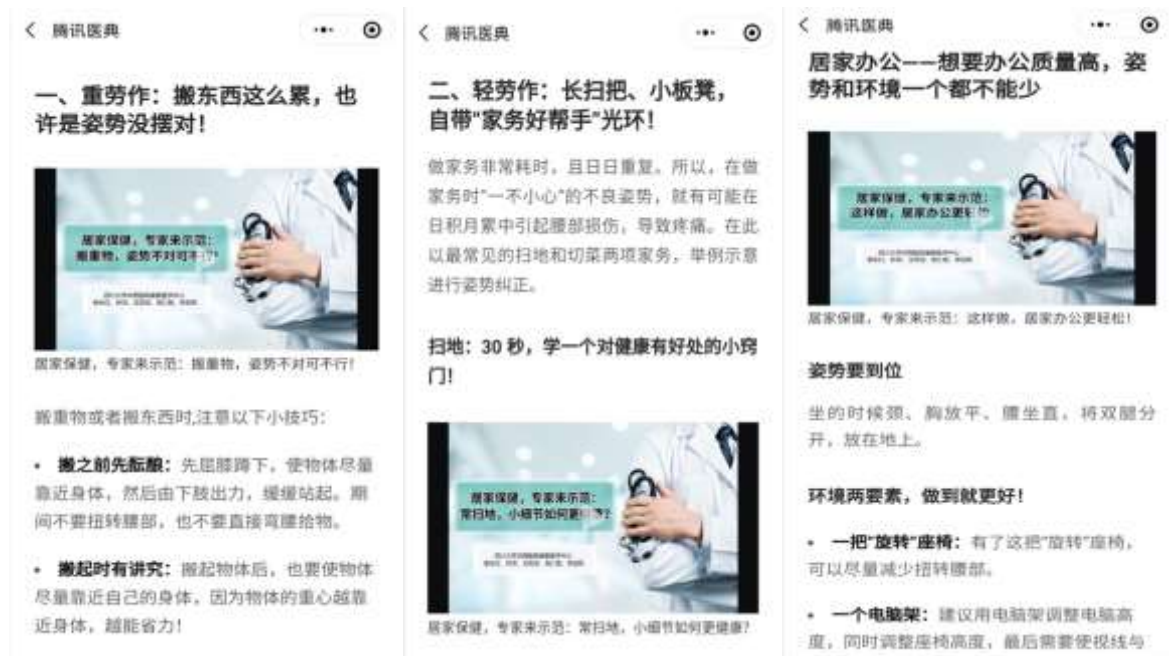 腾讯医典
一、重劳作：搬东西这么累，也
许是姿势没摆对！
居家保健，专家来示范：
搬重物，姿势不对可不行！
居家保健，专家来示范：搬重物，姿势不对可不行！
搬重物或者搬东西时,注意以下小技巧：
• 搬之前先酝酿：先屈膝蹲下，使物体尽量
靠近身体，然后由下肢出力，缓缓站起。期
间不要扭转腰部，也不要直接弯腰拾物。
• 搬起时有讲究：搬起物体后，也要使物体
尽量靠近自己的身体，因为物体的重心越靠
近身体，越能省力！
腾讯医典
二、轻劳作：长扫把、小板凳，
自带"家务好帮手"光环！
做家务非常耗时，且日日重复。所以，在做
家务时"一不小心"的不良姿势，就有可能在
日积月累中引起腰部损伤，导致疼痛。在此
以最常见的扫地和切菜两项家务，举例示意
进行姿势纠正。
扫地：30 秒，学一个对健康有好处的小窍
门！
居家保健，专家来示范：
常扫地，小细节如何更健康？
居家保健，专家来示范：常扫地，小细节如何更健康？
腾讯医典
居家办公——想要办公质量高，姿
势和环境一个都不能少
居家保健，专家来示范：
这样做，居家办公更轻松
居家保健，专家来示范：这样做，居家办公更轻松！
姿势要到位
坐的时候颈、胸放平、腰坐直，将双腿分
开，放在地上。
环境两要素，做到就更好！
• 一把"旋转"座椅：有了这把"旋转"座椅，
可以尽量减少扭转腰部。
• 一个电脑架：建议用电脑架调整电脑高
度，同时调整座椅高度，最后需要使视线与